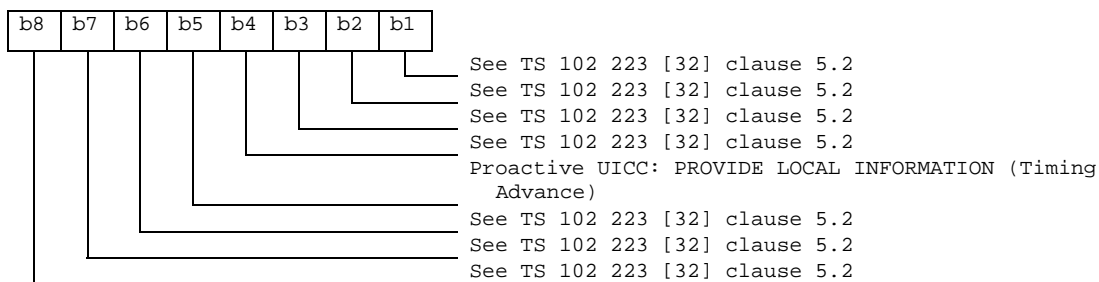 b8 b7 b6 b5 b4 b3 b2 b1
See TS 102 223 [32] clause 5.2
See TS 102 223 [32] clause 5.2
See TS 102 223 [32] clause 5.2
See TS 102 223 [32] clause 5.2
Proactive UICC: PROVIDE LOCAL INFORMATION (Timing
Advance)
See TS 102 223 [32] clause 5.2
See TS 102 223 [32] clause 5.2
See TS 102 223 [32] clause 5.2